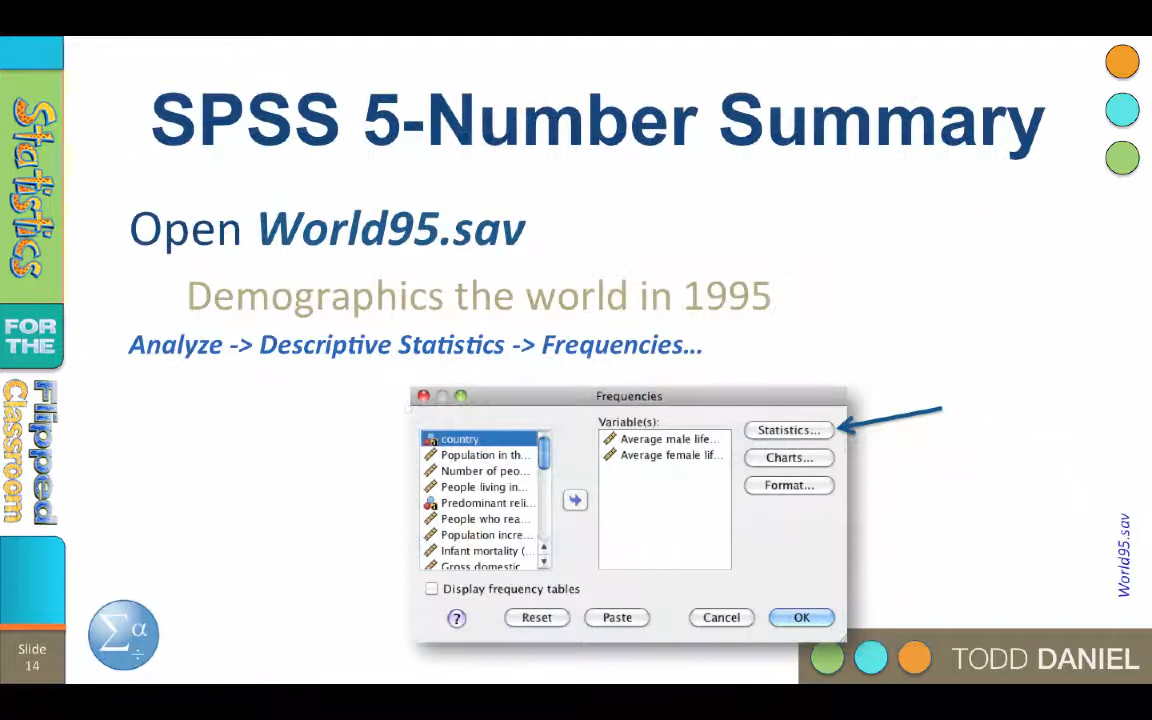 SPSS 5-Number Summary
Open World95.sav
Demographics the world in 1995
Analyze -> Descriptive Statistics -> Frequencies...
Statistics
FOR THE
Flipped
Classroom
Frequencies
Variable(s):
country
Population in th...
Number of peo...
People living in...
Predominant reli...
People who rea...
Population incre...
Infant mortality (...
Gross domestic
Average male life...
Average female lif...
Statistics...
Charts...
Format...
Display frequency tables
?
Reset
Paste
Cancel
OK
World95.sav
Σα
÷
Slide
14
TODD DANIEL